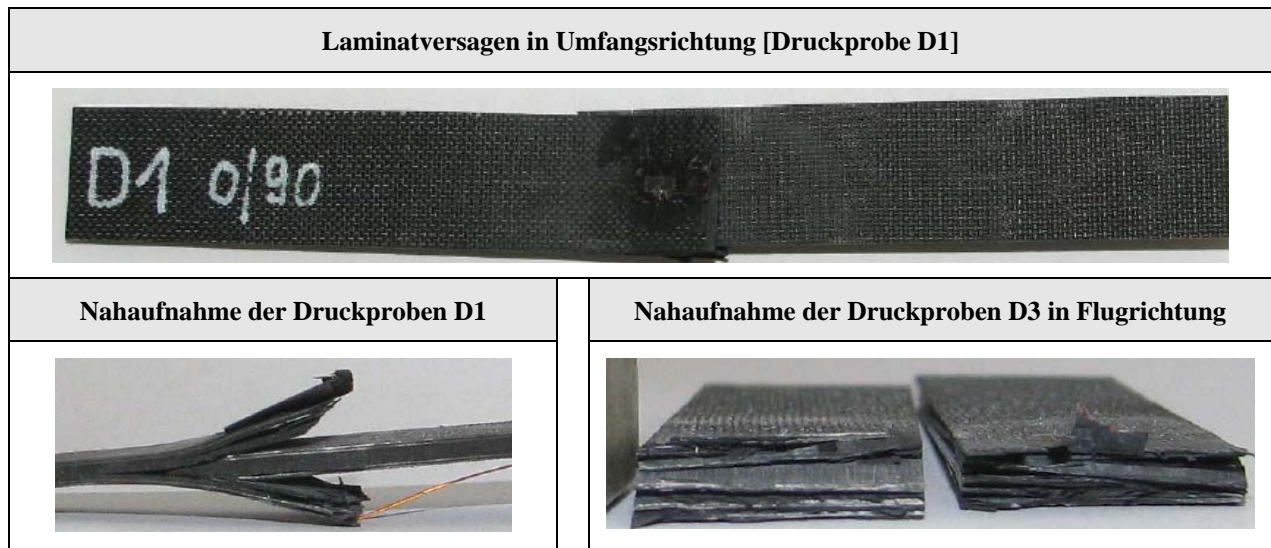 Laminatversagen in Umfangsrichtung [Druckprobe D1]
D1 0/90
Nahaufnahme der Druckproben D1
Nahaufnahme der Druckproben D3 in Flugrichtung